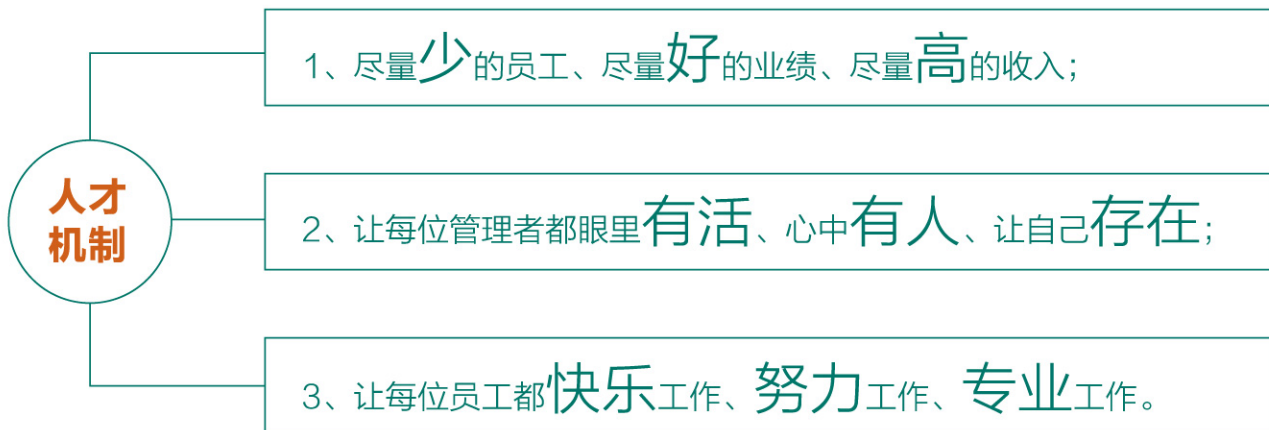 人才
机制
1、尽量少的员工、尽量好的业绩、尽量高的收入；
2、让每位管理者都眼里有活、心中有人、让自己存在；
3、让每位员工都快乐工作、努力工作、专业工作。